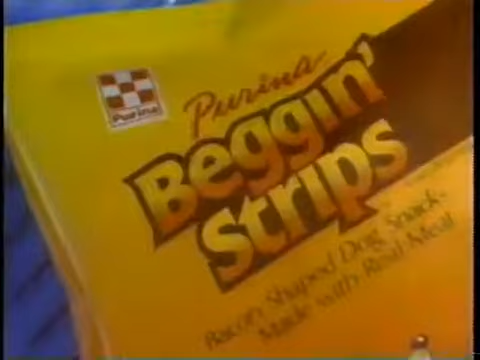 Purina
Purina
Beggin'
Strips
Bacon Shaped Dog Snack
Made with Real Meat